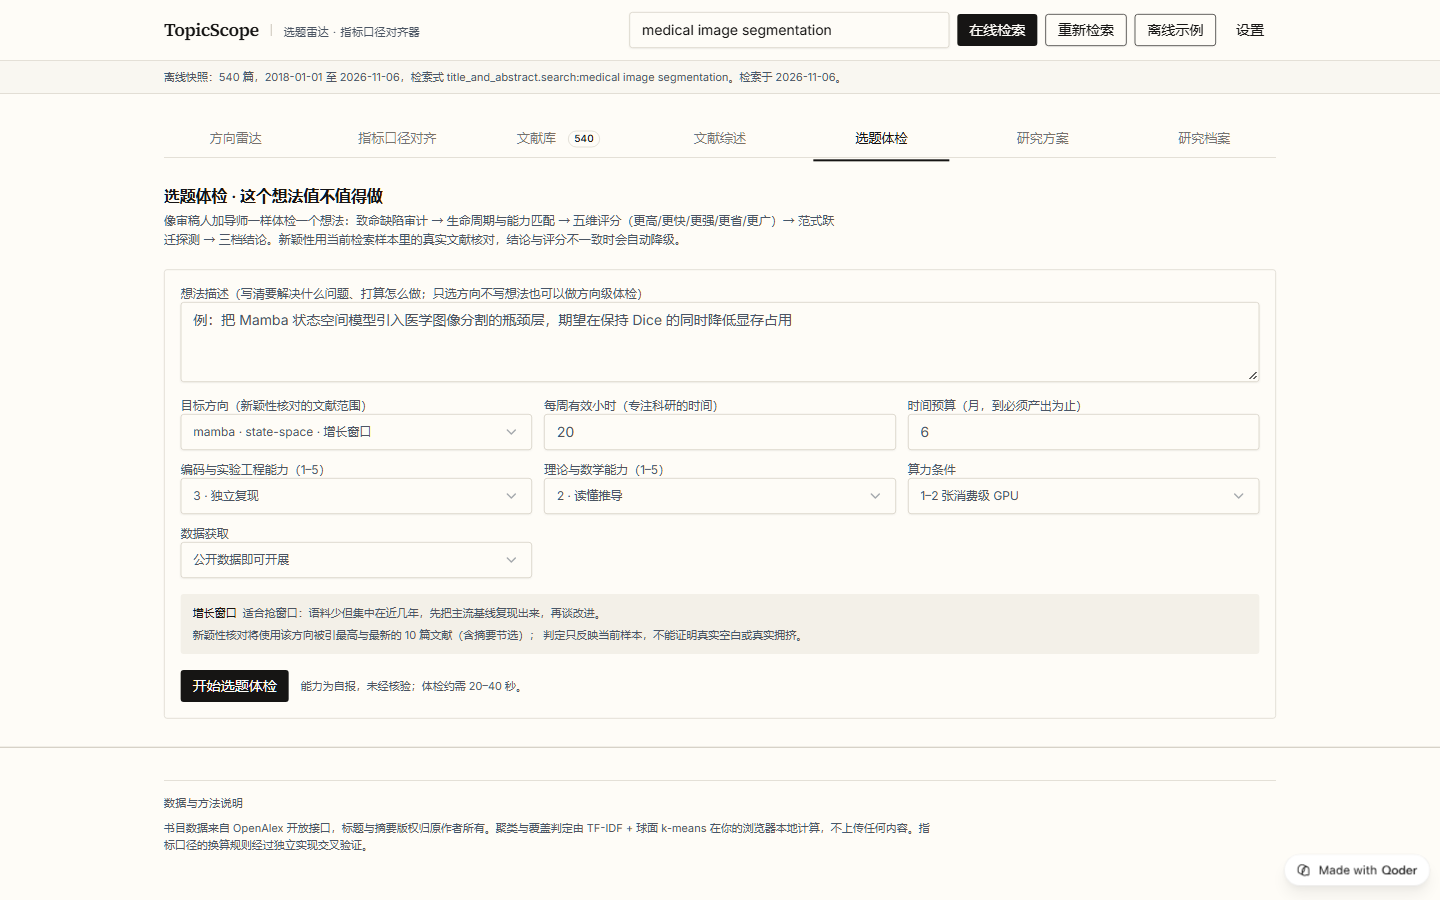 TopicScope
选题雷达 · 指标口径对齐器
medical image segmentation
在线检索
重新检索
离线示例
设置
离线快照：540 篇，2018-01-01 至 2026-11-06，检索式 title_and_abstract.search:medical image segmentation。检索于 2026-11-06。
方向雷达
指标口径对齐
文献库 540
文献综述
选题体检
研究方案
研究档案
选题体检 · 这个想法值不值得做
像审稿人加导师一样体检一个想法：致命缺陷审计 → 生命周期与能力匹配 → 五维评分（更高/更快/更强/更省/更广）→ 范式跃
迁探测 → 三档结论。新颖性用当前检索样本里的真实文献核对，结论与评分不一致时会自动降级。
想法描述（写清要解决什么问题、打算怎么做；只选方向不写想法也可以做方向级体检）
例：把 Mamba 状态空间模型引入医学图像分割的瓶颈层，期望在保持 Dice 的同时降低显存占用
目标方向（新颖性核对的文献范围）
每周有效小时（专注科研的时间）
时间预算（月，到必须产出为止）
mamba · state-space · 增长窗口
20
6
编码与实验工程能力（1–5）
理论与数学能力（1–5）
算力条件
3 · 独立复现
2 · 读懂推导
1–2 张消费级 GPU
数据获取
公开数据即可开展
增长窗口 适合抢窗口：语料少但集中在近几年，先把主流基线复现出来，再谈改进。
新颖性核对将使用该方向被引最高与最新的 10 篇文献（含摘要节选）； 判定只反映当前样本，不能证明真实空白或真实拥挤。
开始选题体检
能力为自报，未经核验；体检约需 20–40 秒。
数据与方法说明
书目数据来自 OpenAlex 开放接口，标题与摘要版权归原作者所有。聚类与覆盖判定由 TF-IDF + 球面 k-means 在你的浏览器本地计算，不上传任何内容。指
标口径的换算规则经过独立实现交叉验证。
Made with Qoder